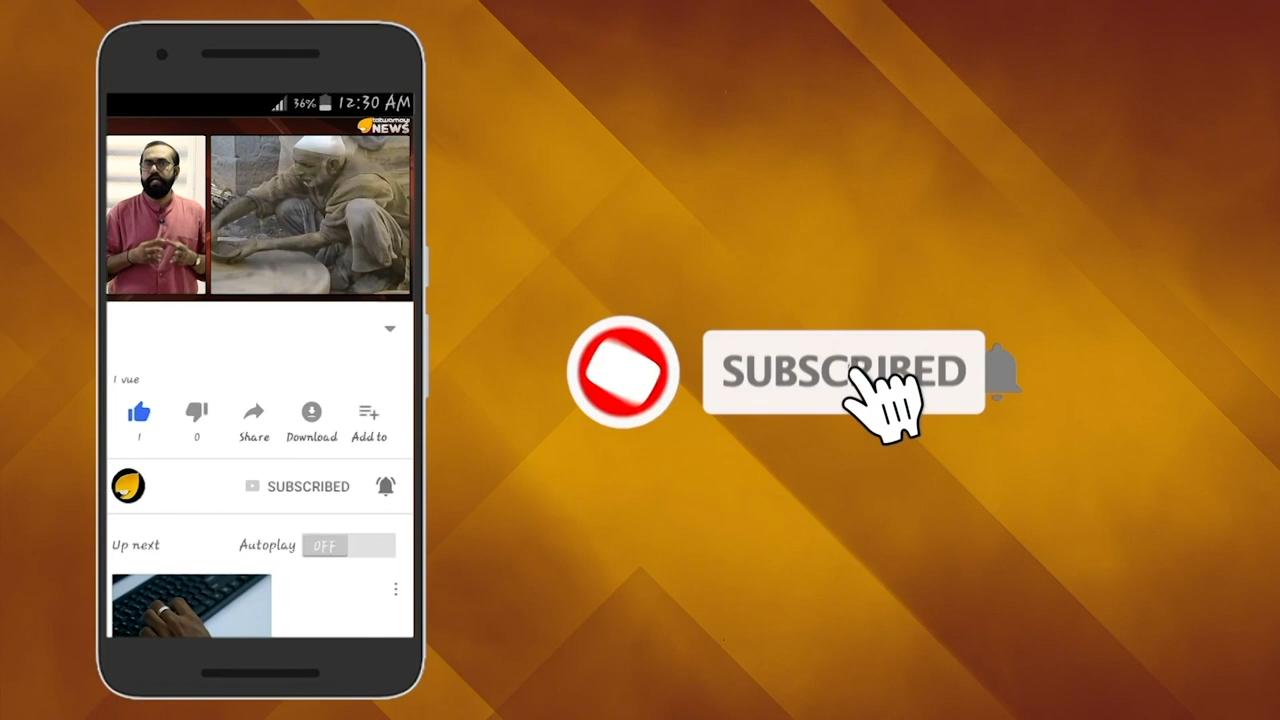 36% 12:30 AM
tatwamayi
NEWS
1 vue
1
0
Share
Download
Add to
SUBSCRIBED
Up next
Autoplay
OFF
SUBSCRIBED